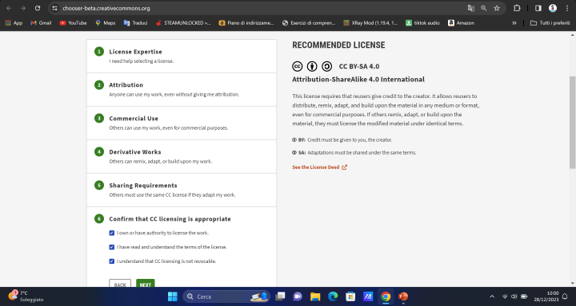 chooser-beta.creativecommons.org
App
Gmail
YouTube
Maps
Traduci
STEAMUNLOCKED »...
Piano di indirizzame...
Esercizi di compren...
XRay Mod (1.19.4, 1...
tiktok audio
Amazon
»
Tutti i preferiti
1 License Expertise
I need help selecting a license.
2 Attribution
Anyone can use my work, even without giving me attribution.
3 Commercial Use
Others can use my work, even for commercial purposes.
4 Derivative Works
Others can remix, adapt, or build upon my work.
5 Sharing Requirements
Others must use the same CC license if they adapt my work.
6 Confirm that CC licensing is appropriate
I own or have authority to license the work.
I have read and understand the terms of the license.
I understand that CC licensing is not revocable.
BACK NEXT
RECOMMENDED LICENSE
CC BY-SA 4.0
Attribution-ShareAlike 4.0 International
This license requires that reusers give credit to the creator. It allows reusers to
distribute, remix, adapt, and build upon the material in any medium or format,
even for commercial purposes. If others remix, adapt, or build upon the
material, they must license the modified material under identical terms.
BY: Credit must be given to you, the creator.
SA: Adaptations must be shared under the same terms.
See the License Deed
7°C
Soleggiato
Cerca
10:00
28/12/2023